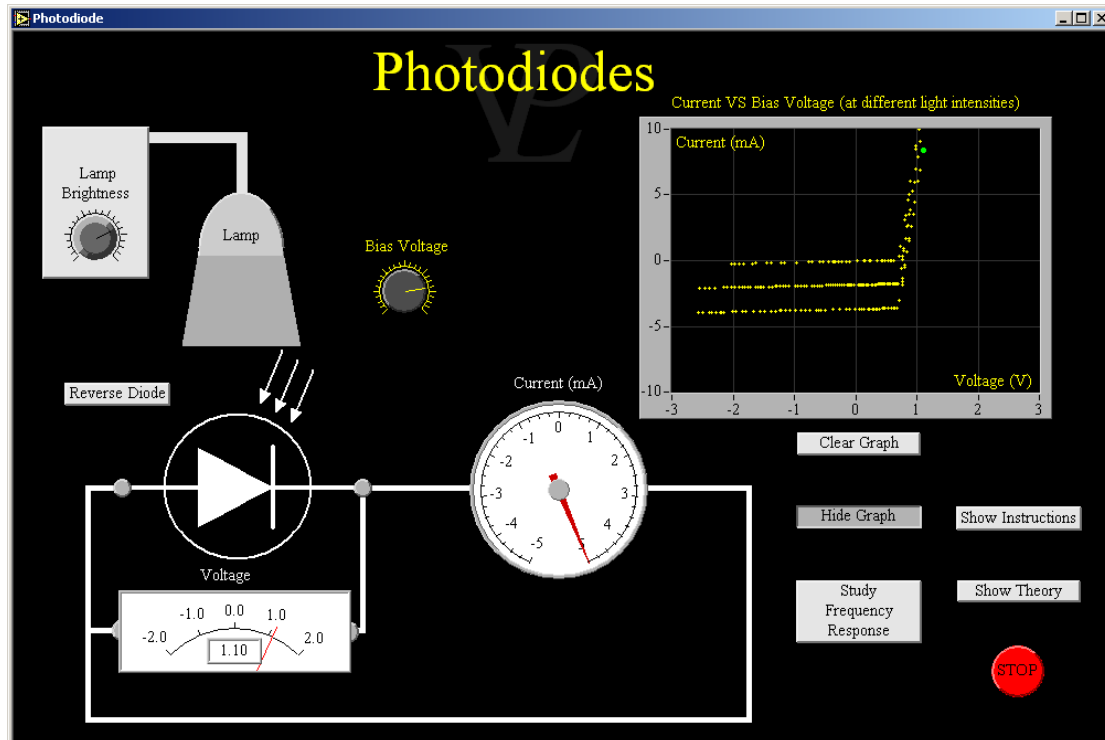 Photodiode
Photodiodes
VPL
Current VS Bias Voltage (at different light intensities)
Current (mA)
10
5
0
-5
-10
-3 -2 -1 0 1 2 3
Voltage (V)
Lamp
Brightness
Lamp
Bias Voltage
Reverse Diode
Current (mA)
-5 -4 -3 -2 -1 0 1 2 3 4 5
Clear Graph
Hide Graph
Show Instructions
Voltage
-2.0 -1.0 0.0 1.0 2.0
1.10
Study
Frequency
Response
Show Theory
STOP